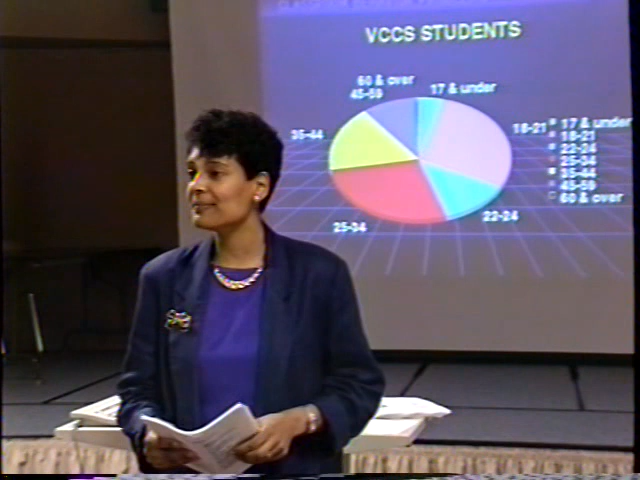 VCCS STUDENTS
60 & over
45-59
17 & under
35-44
18-21
25-34
22-24
17 & under
18-21
22-24
25-34
35-44
45-59
60 & over